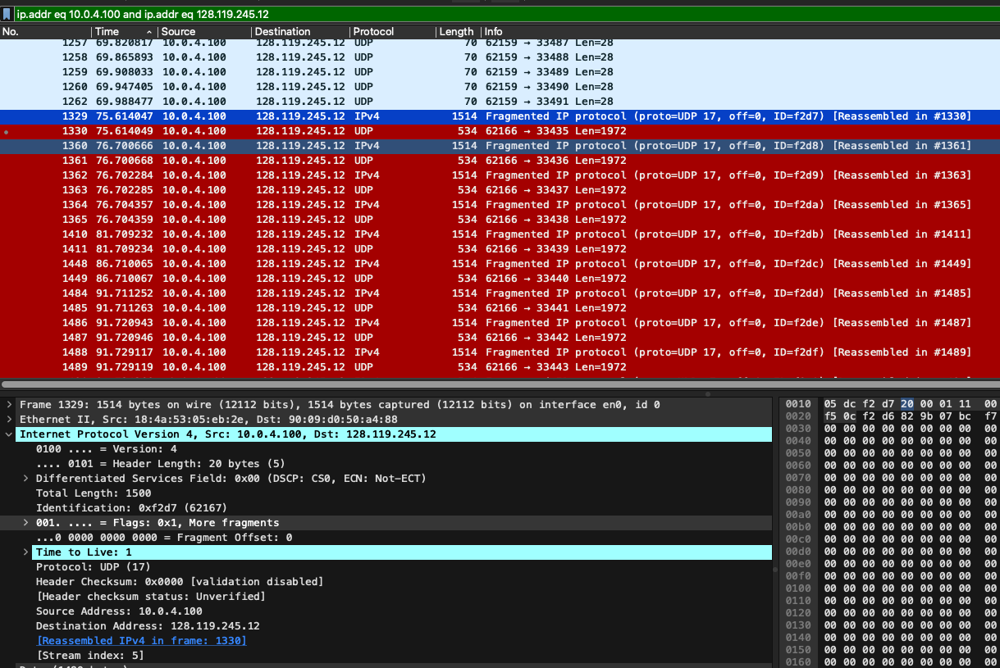 ip.addr eq 10.0.4.100 and ip.addr eq 128.119.245.12
No. Time Source Destination Protocol Length Info
1257 69.820817 10.0.4.100 128.119.245.12 UDP 70 62159 → 33487 Len=28
1258 69.865893 10.0.4.100 128.119.245.12 UDP 70 62159 → 33488 Len=28
1259 69.908033 10.0.4.100 128.119.245.12 UDP 70 62159 → 33489 Len=28
1260 69.947405 10.0.4.100 128.119.245.12 UDP 70 62159 → 33490 Len=28
1262 69.988477 10.0.4.100 128.119.245.12 UDP 70 62159 → 33491 Len=28
1329 75.614047 10.0.4.100 128.119.245.12 IPv4 1514 Fragmented IP protocol (proto=UDP 17, off=0, ID=f2d7) [Reassembled in #1330]
1330 75.614049 10.0.4.100 128.119.245.12 UDP 534 62166 → 33435 Len=1972
1360 76.700666 10.0.4.100 128.119.245.12 IPv4 1514 Fragmented IP protocol (proto=UDP 17, off=0, ID=f2d8) [Reassembled in #1361]
1361 76.700668 10.0.4.100 128.119.245.12 UDP 534 62166 → 33436 Len=1972
1362 76.702284 10.0.4.100 128.119.245.12 IPv4 1514 Fragmented IP protocol (proto=UDP 17, off=0, ID=f2d9) [Reassembled in #1363]
1363 76.702285 10.0.4.100 128.119.245.12 UDP 534 62166 → 33437 Len=1972
1364 76.704357 10.0.4.100 128.119.245.12 IPv4 1514 Fragmented IP protocol (proto=UDP 17, off=0, ID=f2da) [Reassembled in #1365]
1365 76.704359 10.0.4.100 128.119.245.12 UDP 534 62166 → 33438 Len=1972
1410 81.709232 10.0.4.100 128.119.245.12 IPv4 1514 Fragmented IP protocol (proto=UDP 17, off=0, ID=f2db) [Reassembled in #1411]
1411 81.709234 10.0.4.100 128.119.245.12 UDP 534 62166 → 33439 Len=1972
1448 86.710065 10.0.4.100 128.119.245.12 IPv4 1514 Fragmented IP protocol (proto=UDP 17, off=0, ID=f2dc) [Reassembled in #1449]
1449 86.710067 10.0.4.100 128.119.245.12 UDP 534 62166 → 33440 Len=1972
1484 91.711252 10.0.4.100 128.119.245.12 IPv4 1514 Fragmented IP protocol (proto=UDP 17, off=0, ID=f2dd) [Reassembled in #1485]
1485 91.711263 10.0.4.100 128.119.245.12 UDP 534 62166 → 33441 Len=1972
1486 91.720943 10.0.4.100 128.119.245.12 IPv4 1514 Fragmented IP protocol (proto=UDP 17, off=0, ID=f2de) [Reassembled in #1487]
1487 91.720946 10.0.4.100 128.119.245.12 UDP 534 62166 → 33442 Len=1972
1488 91.729117 10.0.4.100 128.119.245.12 IPv4 1514 Fragmented IP protocol (proto=UDP 17, off=0, ID=f2df) [Reassembled in #1489]
1489 91.729119 10.0.4.100 128.119.245.12 UDP 534 62166 → 33443 Len=1972
Frame 1329: 1514 bytes on wire (12112 bits), 1514 bytes captured (12112 bits) on interface en0, id 0
Ethernet II, Src: 18:4a:53:05:eb:2e, Dst: 90:09:d0:50:a4:88
Internet Protocol Version 4, Src: 10.0.4.100, Dst: 128.119.245.12
0100 .... = Version: 4
.... 0101 = Header Length: 20 bytes (5)
Differentiated Services Field: 0x00 (DSCP: CS0, ECN: Not-ECT)
Total Length: 1500
Identification: 0xf2d7 (62167)
001. .... = Flags: 0x1, More fragments
...0 0000 0000 0000 = Fragment Offset: 0
Time to Live: 1
Protocol: UDP (17)
Header Checksum: 0x0000 [validation disabled]
[Header checksum status: Unverified]
Source Address: 10.0.4.100
Destination Address: 128.119.245.12
[Reassembled IPv4 in frame: 1330]
[Stream index: 5]
0010 05 dc f2 d7 20 00 01 11 00
0020 f5 0c f2 d6 82 9b 07 bc f7
0030 00 00 00 00 00 00 00 00 00
0040 00 00 00 00 00 00 00 00 00
0050 00 00 00 00 00 00 00 00 00
0060 00 00 00 00 00 00 00 00 00
0070 00 00 00 00 00 00 00 00 00
0080 00 00 00 00 00 00 00 00 00
0090 00 00 00 00 00 00 00 00 00
00a0 00 00 00 00 00 00 00 00 00
00b0 00 00 00 00 00 00 00 00 00
00c0 00 00 00 00 00 00 00 00 00
00d0 00 00 00 00 00 00 00 00 00
00e0 00 00 00 00 00 00 00 00 00
00f0 00 00 00 00 00 00 00 00 00
0100 00 00 00 00 00 00 00 00 00
0110 00 00 00 00 00 00 00 00 00
0120 00 00 00 00 00 00 00 00 00
0130 00 00 00 00 00 00 00 00 00
0140 00 00 00 00 00 00 00 00 00
0150 00 00 00 00 00 00 00 00 00
0160 00 00 00 00 00 00 00 00 00